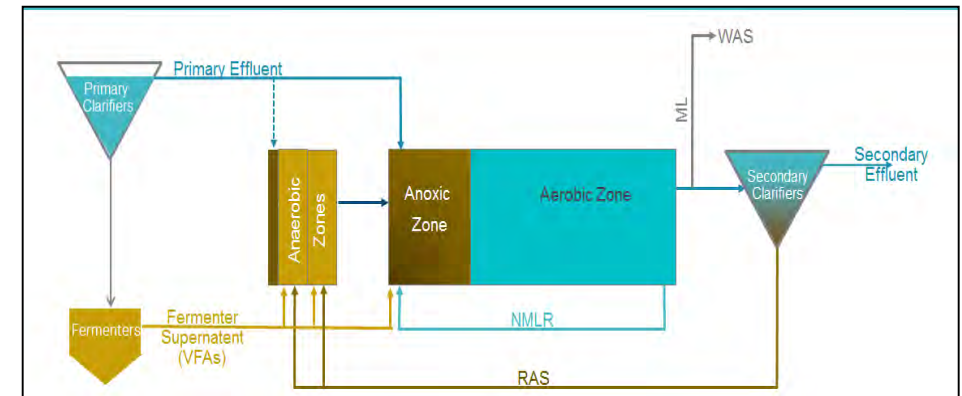 WAS
Primary Effluent
Primary
Clarifiers
ML
Anaerobic
Zones
Anoxic
Zone
Aerobic Zone
Secondary
Clarifiers
Secondary
Effluent
Fermenters
Fermenter
Supernatent
(VFAs)
NMLR
RAS